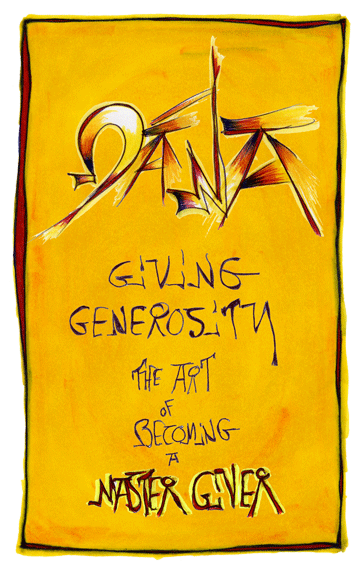 DANA
GIVING
GENEROSITY
THE ART
OF
BECOMING
A
MASTER GIVER